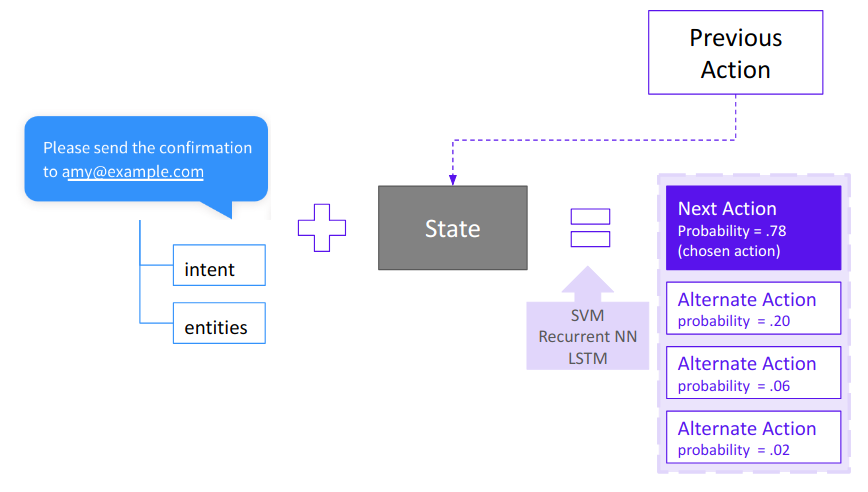 Previous
Action
Please send the confirmation
to amy@example.com
State
intent
entities
SVM
Recurrent NN
LSTM
Next Action
Probability = .78
(chosen action)
Alternate Action
probability = .20
Alternate Action
probability = .06
Alternate Action
probability = .02